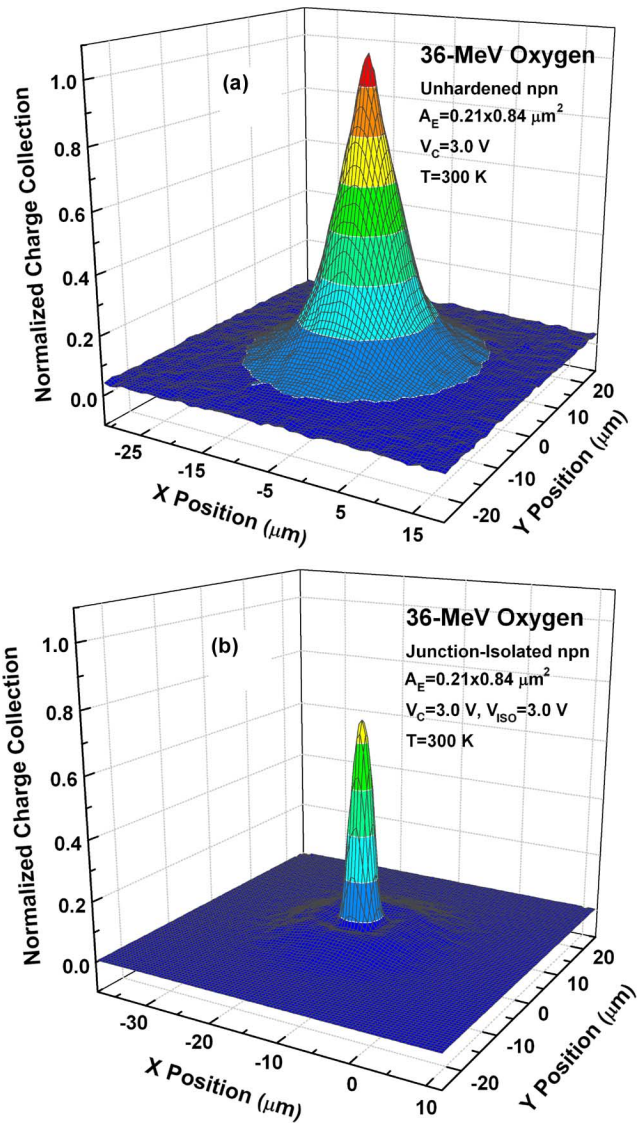 36-MeV Oxygen
(a)
Unhardened npn
A_E=0.21x0.84 μm²
V_C=3.0 V
T=300 K
Normalized Charge Collection
1.0
0.8
0.6
0.4
0.2
0.0
-25
-15
-5
5
15
X Position (μm)
-20
-10
0
10
20
Y Position (μm)
36-MeV Oxygen
(b)
Junction-Isolated npn
A_E=0.21x0.84 μm²
V_C=3.0 V, V_ISO=3.0 V
T=300 K
Normalized Charge Collection
1.0
0.8
0.6
0.4
0.2
0.0
-30
-20
-10
0
10
X Position (μm)
-20
-10
0
10
20
Y Position (μm)